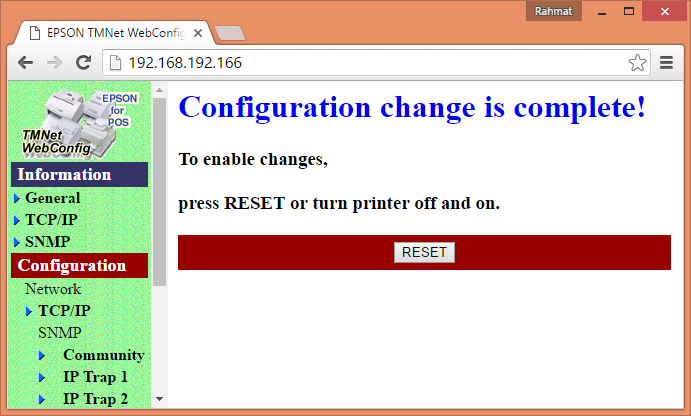 Rahmat
EPSON TMNet WebConfig
192.168.192.166
EPSON
for
POS
TMNet
WebConfig
Information
General
TCP/IP
SNMP
Configuration
Network
TCP/IP
SNMP
Community
IP Trap 1
IP Trap 2
Configuration change is complete!
To enable changes,
press RESET or turn printer off and on.
RESET